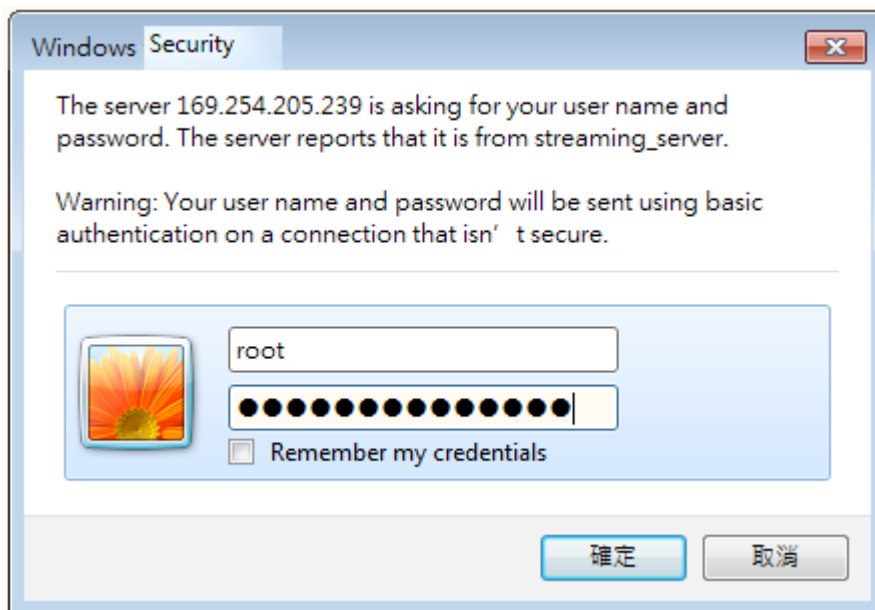 Windows Security
The server 169.254.205.239 is asking for your user name and
password. The server reports that it is from streaming_server.
Warning: Your user name and password will be sent using basic
authentication on a connection that isn’ t secure.
root
●●●●●●●●●●●●●●
Remember my credentials
確定 取消